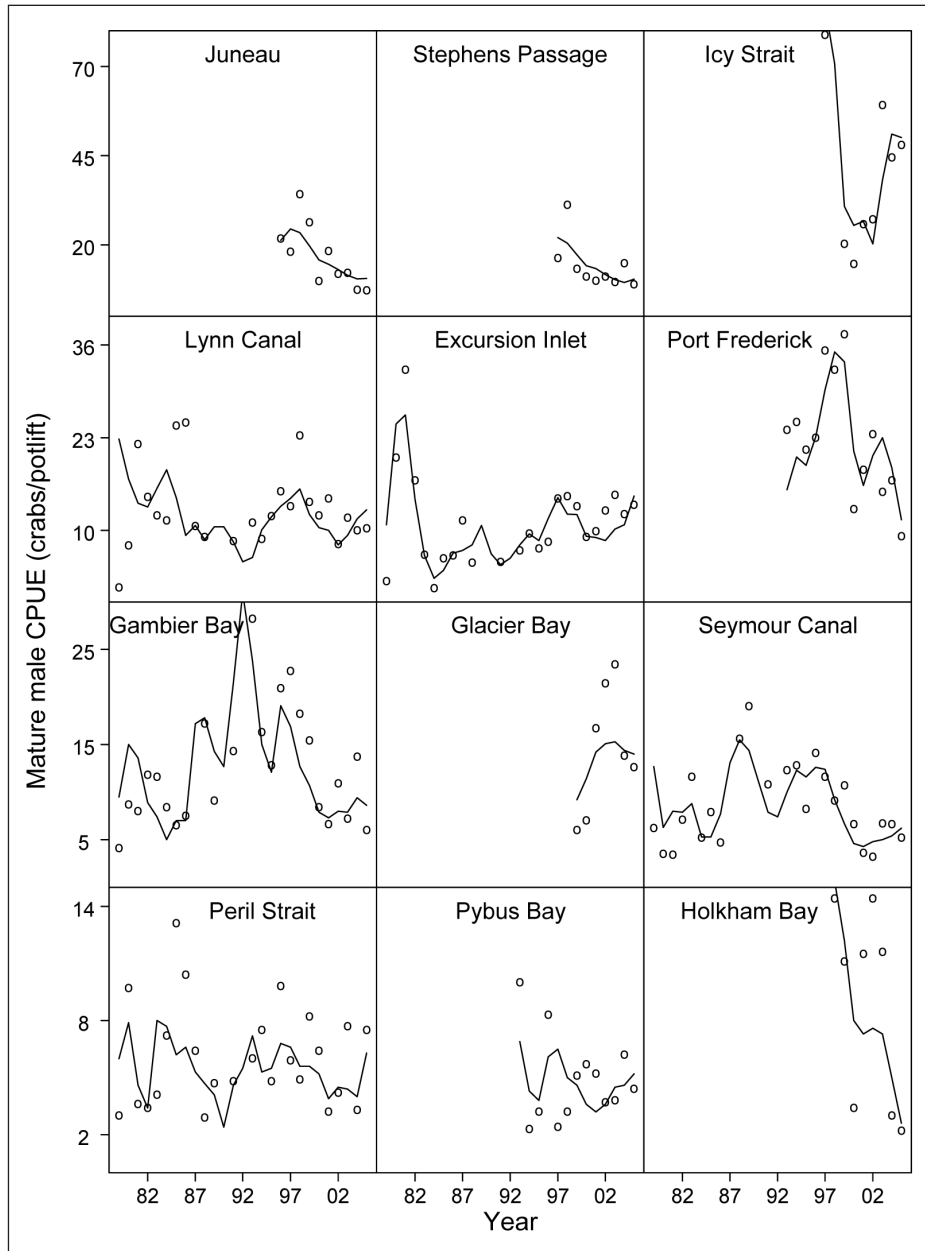 Juneau
Stephens Passage
Icy Strait
70
45
20
Lynn Canal
Excursion Inlet
Port Frederick
36
23
10
Mature male CPUE (crabs/potlift)
Gambier Bay
Glacier Bay
Seymour Canal
25
15
5
Peril Strait
Pybus Bay
Holkham Bay
14
8
2
82 87 92 97 02 82 87 92 97 02 82 87 92 97 02
Year